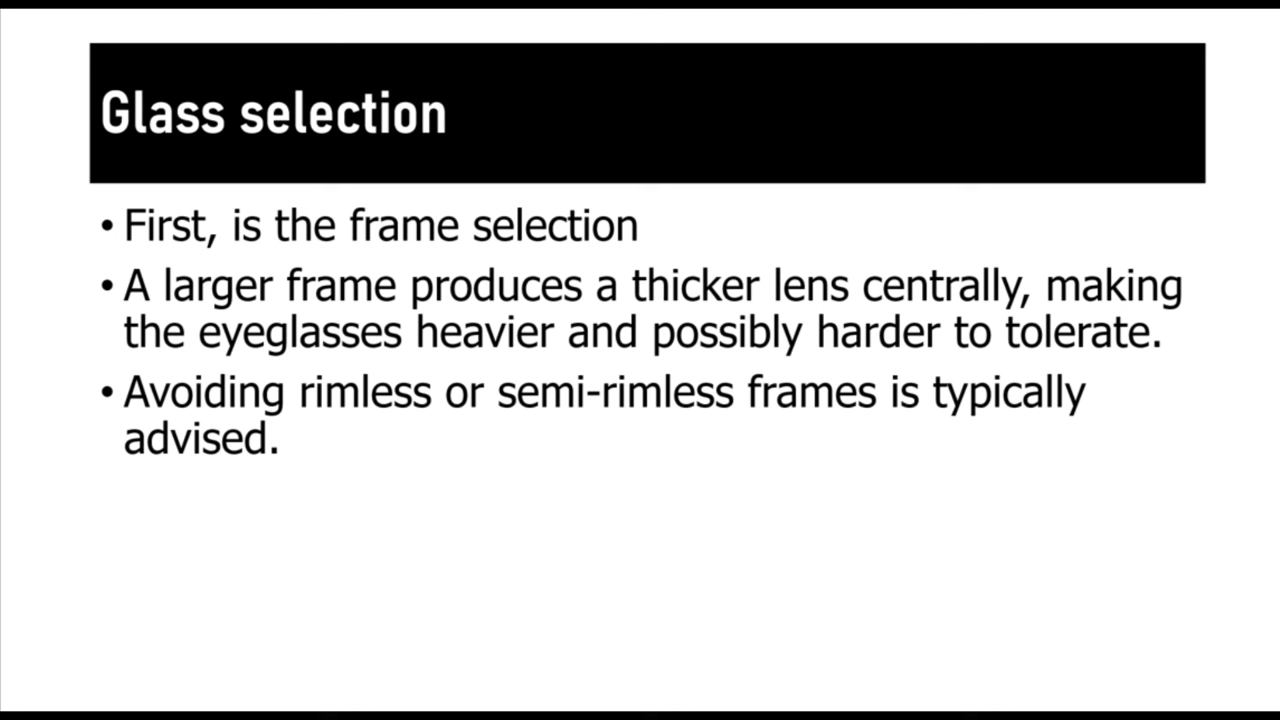 Glass selection
• First, is the frame selection
• A larger frame produces a thicker lens centrally, making
the eyeglasses heavier and possibly harder to tolerate.
• Avoiding rimless or semi-rimless frames is typically
advised.